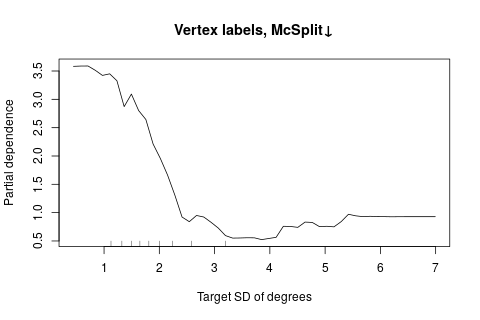 Vertex labels, McSplit↓
Partial dependence
3.5
3.0
2.5
2.0
1.5
1.0
0.5
1 2 3 4 5 6 7
Target SD of degrees